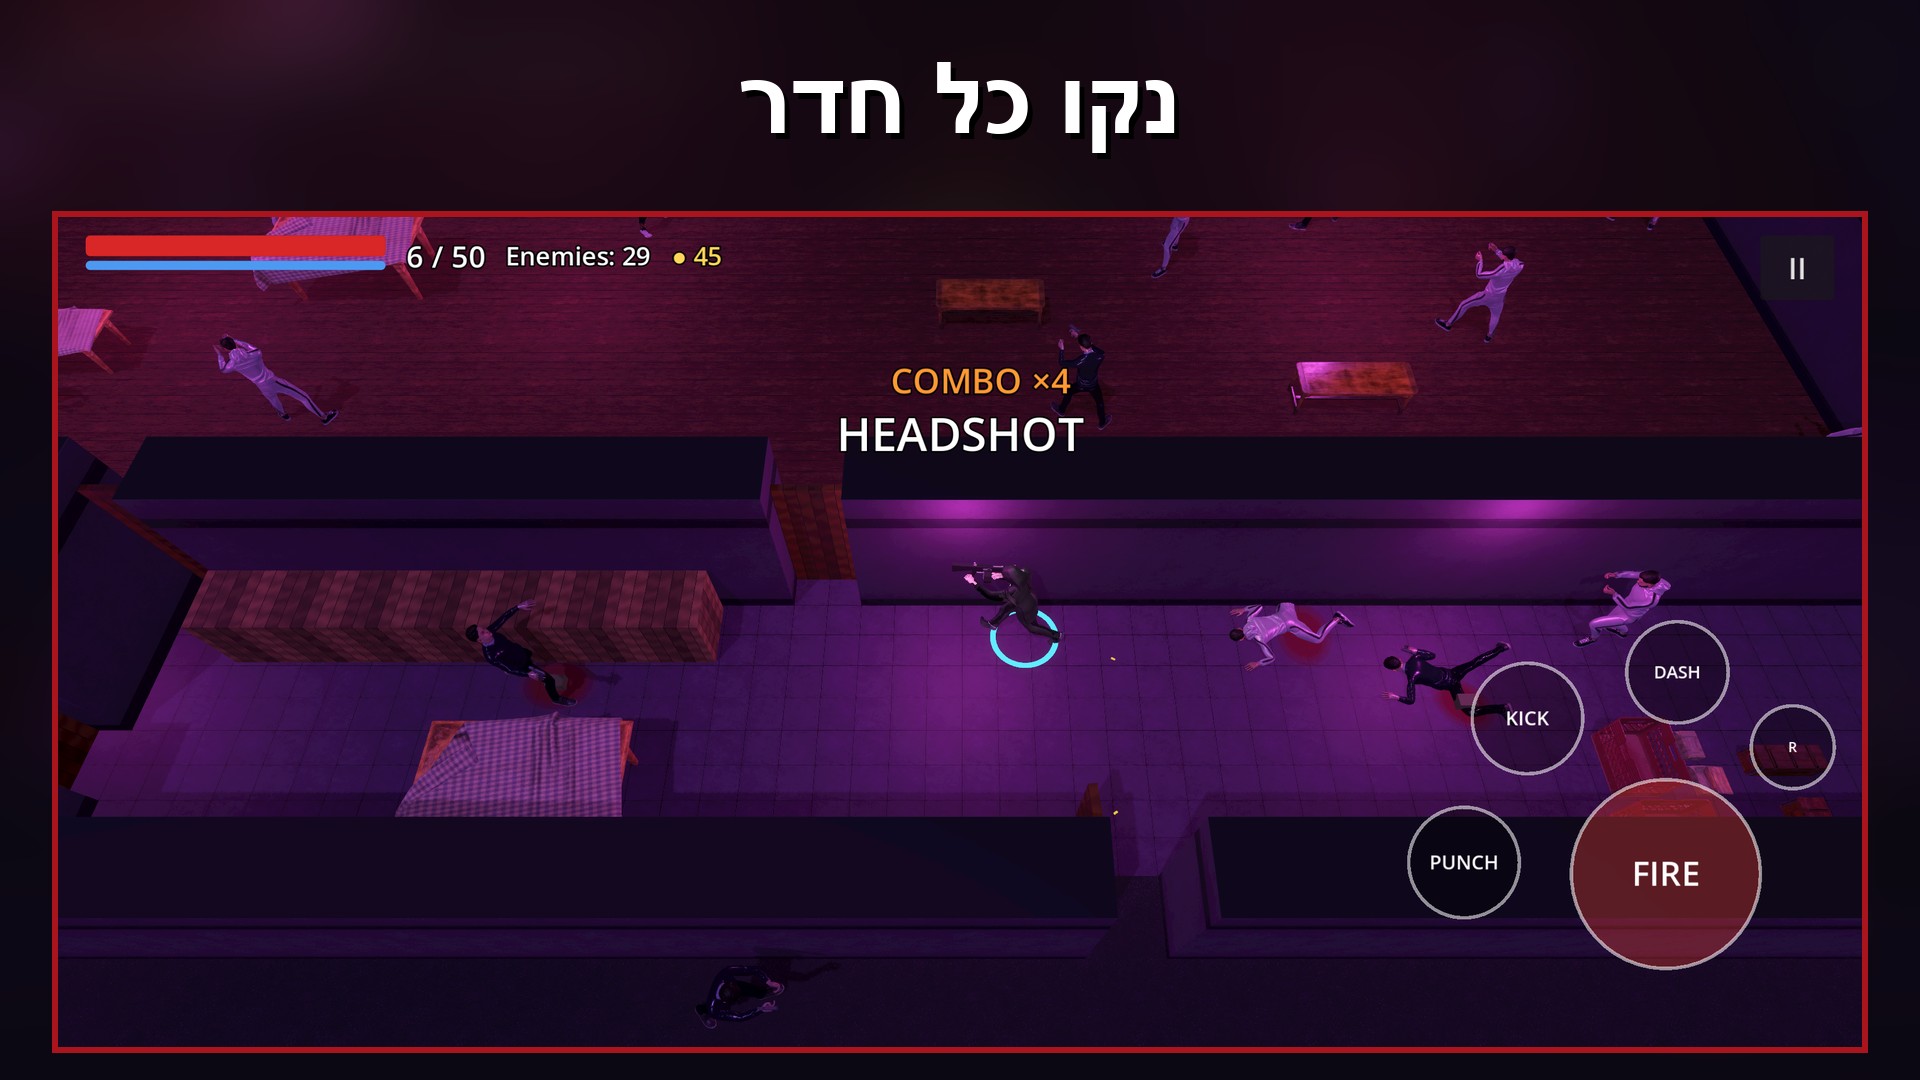 נקו כל חדר
6 / 50 Enemies: 29 45
COMBO ×4
HEADSHOT
DASH
KICK
R
PUNCH
FIRE